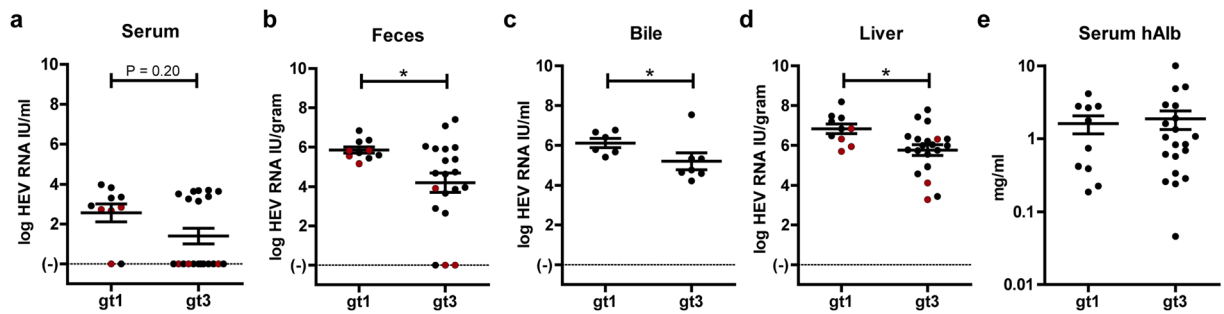 a
Serum
log HEV RNA IU/ml
10
8
6
4
2
(-)
P = 0.20
gt1 gt3
b
Feces
log HEV RNA IU/gram
10
8
6
4
2
(-)
*
gt1 gt3
c
Bile
log HEV RNA IU/ml
10
8
6
4
2
(-)
*
gt1 gt3
d
Liver
log HEV RNA IU/gram
10
8
6
4
2
(-)
*
gt1 gt3
e
Serum hAlb
mg/ml
10
1
0.1
0.01
gt1 gt3